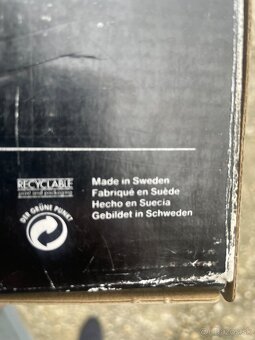 RECYCLABLE
Made in Sweden
Fabriqué en Suède
Hecho en Suecia
Gebildet in Schweden
DER GRÜNE PUNKT